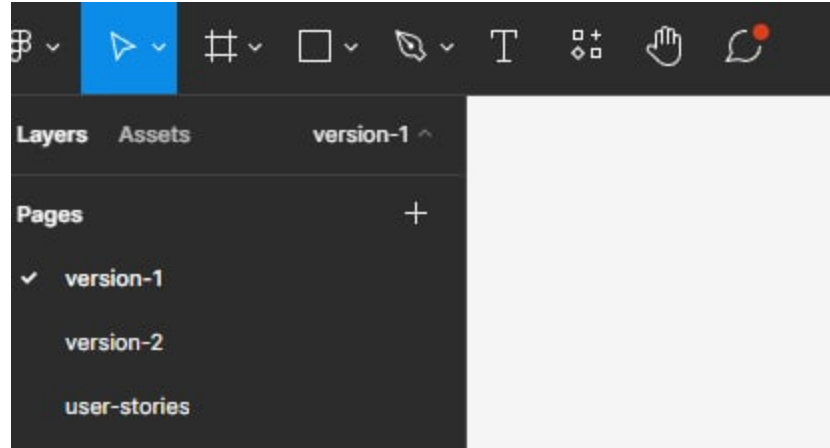 Layers Assets version-1
Pages
version-1
version-2
user-stories